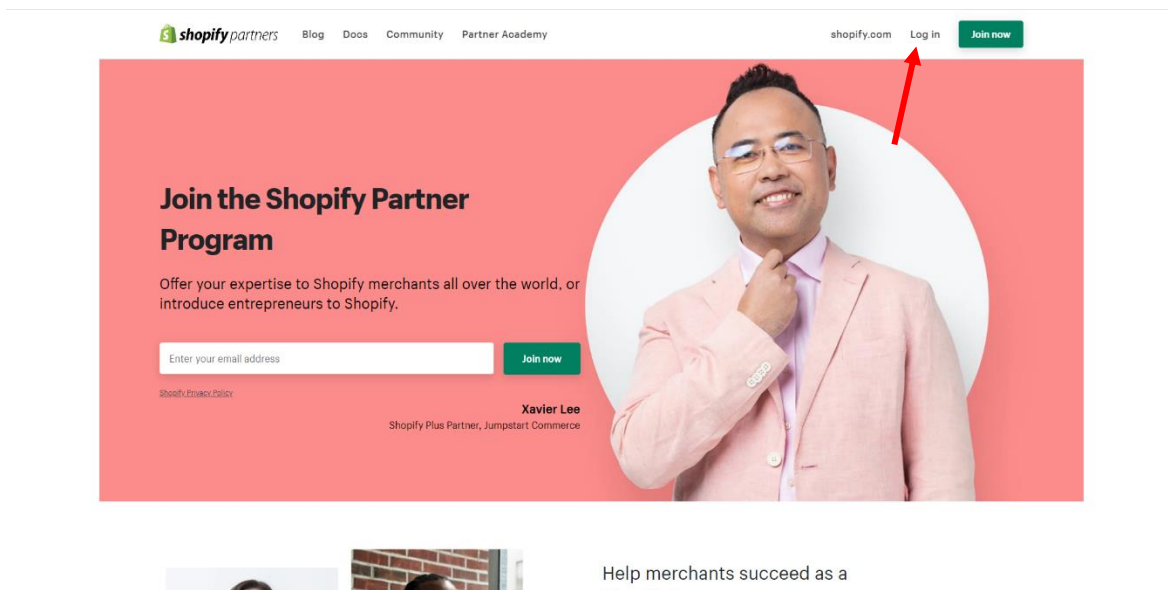 shopify partners Blog Docs Community Partner Academy shopify.com Log in Join now
Join the Shopify Partner
Program
Offer your expertise to Shopify merchants all over the world, or
introduce entrepreneurs to Shopify.
Enter your email address Join now
Shopify Privacy Policy
Xavier Lee
Shopify Plus Partner, Jumpstart Commerce
Help merchants succeed as a